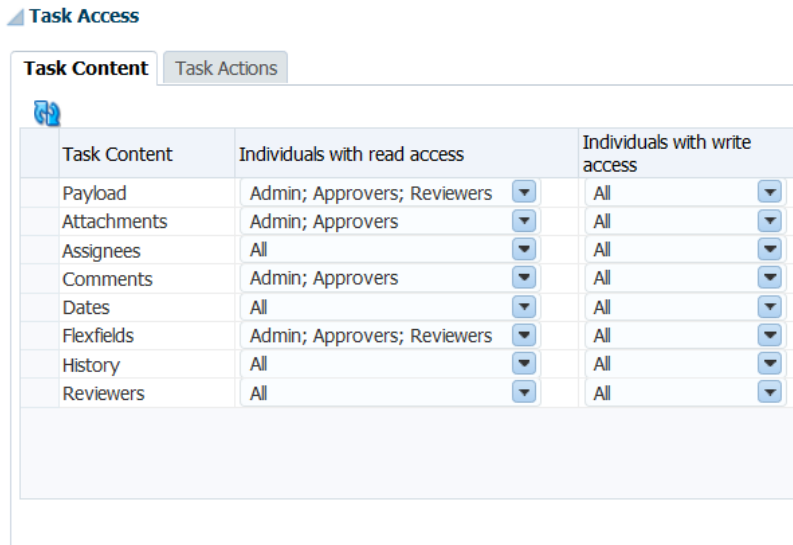 Task Access
Task Content Task Actions
Task Content Individuals with read access Individuals with write
access
Payload Admin; Approvers; Reviewers All
Attachments Admin; Approvers All
Assignees All All
Comments Admin; Approvers All
Dates All All
Flexfields Admin; Approvers; Reviewers All
History All All
Reviewers All All